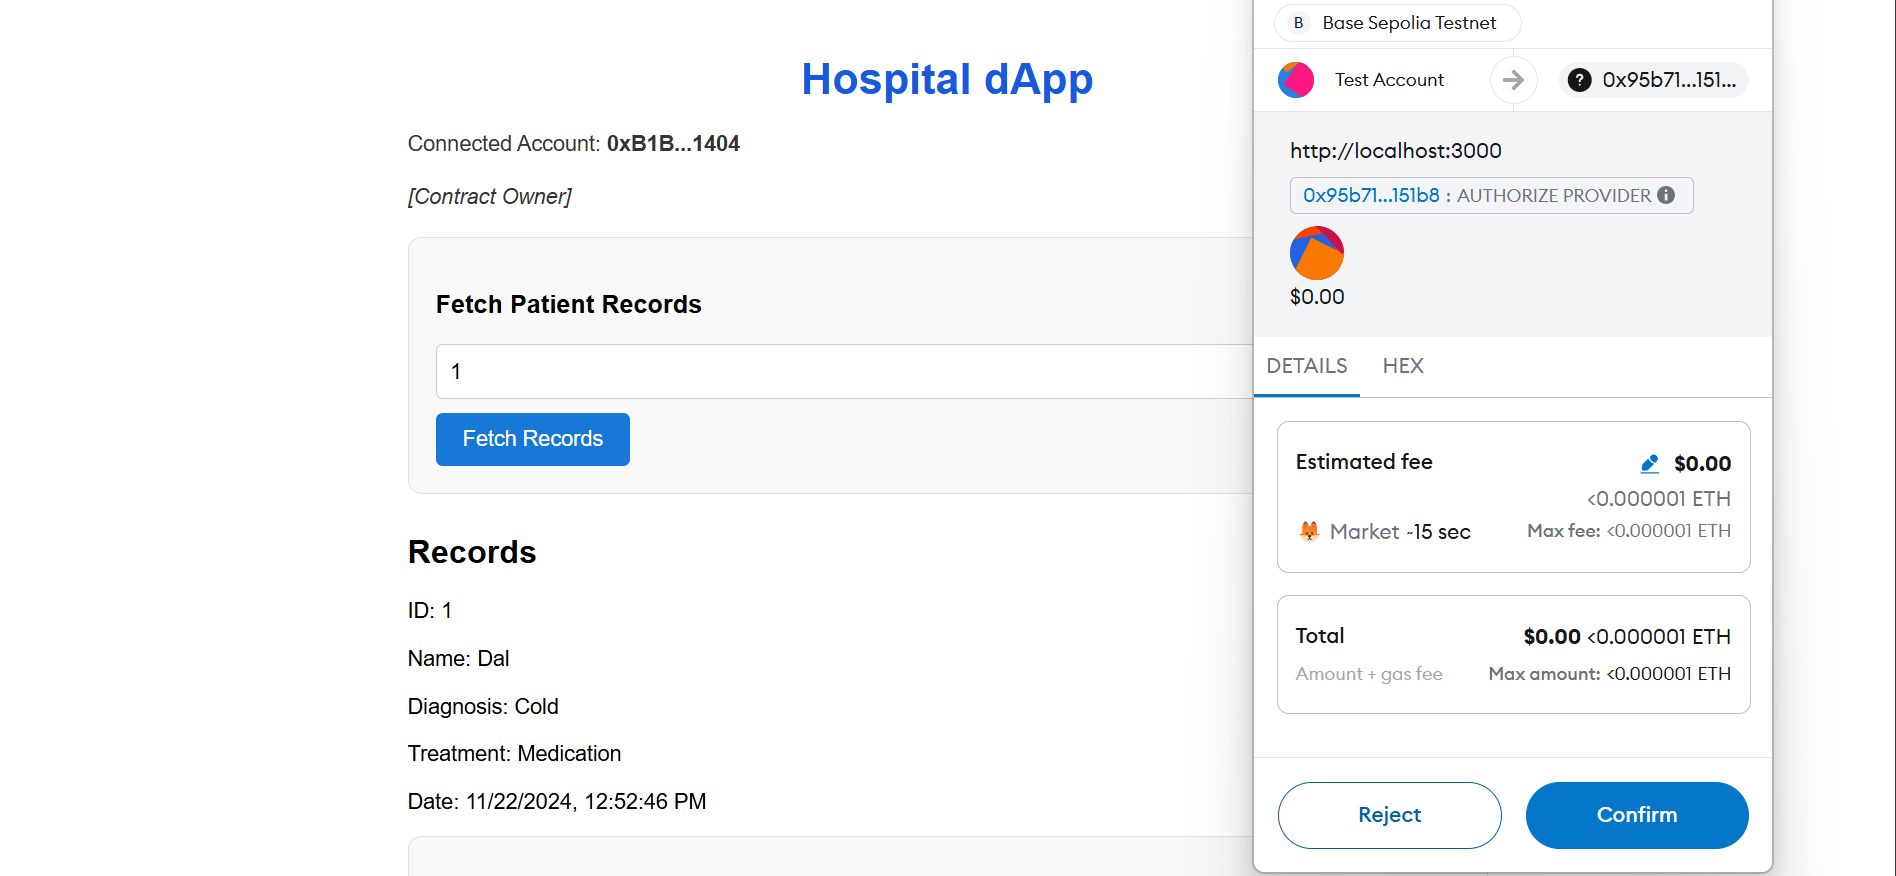 Hospital dApp
Connected Account: 0xB1B...1404
[Contract Owner]
Fetch Patient Records
1
Fetch Records
Records
ID: 1
Name: Dal
Diagnosis: Cold
Treatment: Medication
Date: 11/22/2024, 12:52:46 PM
B Base Sepolia Testnet
Test Account
? 0x95b71...151...
http://localhost:3000
0x95b71...151b8 : AUTHORIZE PROVIDER
$0.00
DETAILS HEX
Estimated fee $0.00
<0.000001 ETH
Market ~15 sec Max fee: <0.000001 ETH
Total $0.00 <0.000001 ETH
Amount + gas fee Max amount: <0.000001 ETH
Reject Confirm